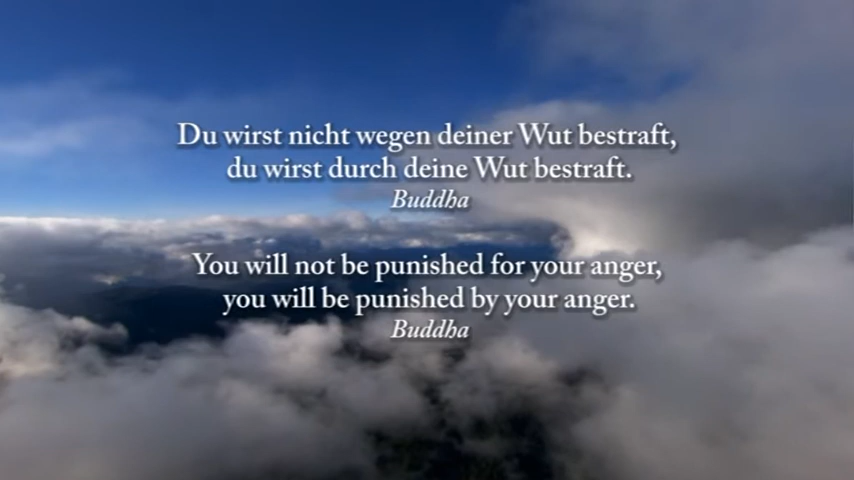 Du wirst nicht wegen deiner Wut bestraft,
du wirst durch deine Wut bestraft.
Buddha
You will not be punished for your anger,
you will be punished by your anger.
Buddha